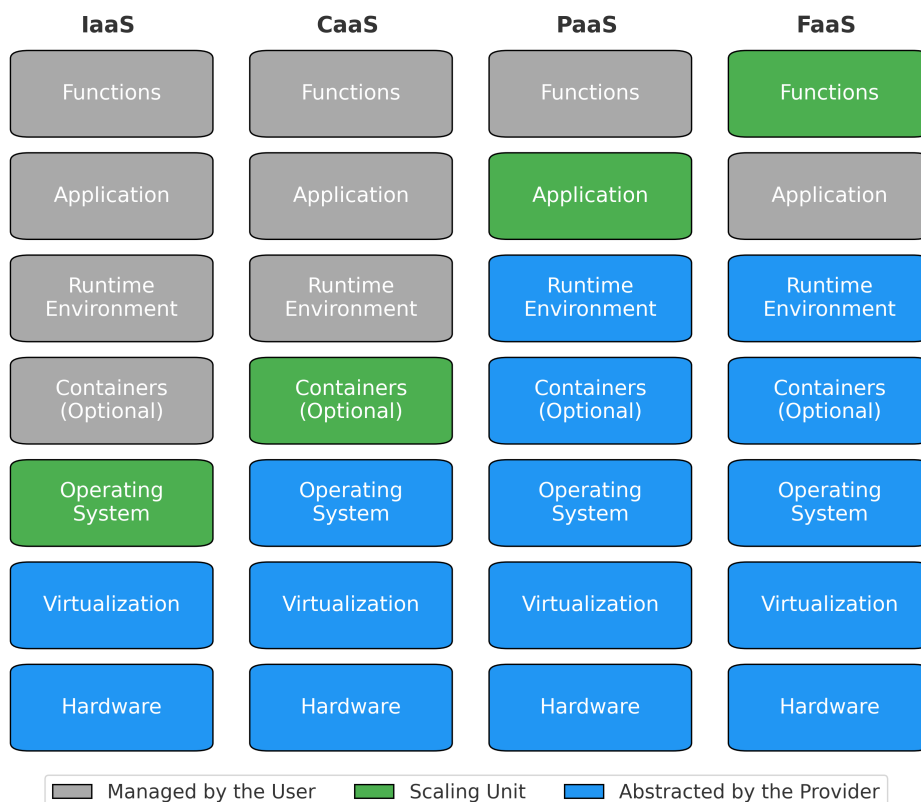 IaaS CaaS PaaS FaaS
Functions Functions Functions Functions
Application Application Application Application
Runtime Runtime Runtime Runtime
Environment Environment Environment Environment
Containers Containers Containers Containers
(Optional) (Optional) (Optional) (Optional)
Operating Operating Operating Operating
System System System System
Virtualization Virtualization Virtualization Virtualization
Hardware Hardware Hardware Hardware
Managed by the User Scaling Unit Abstracted by the Provider